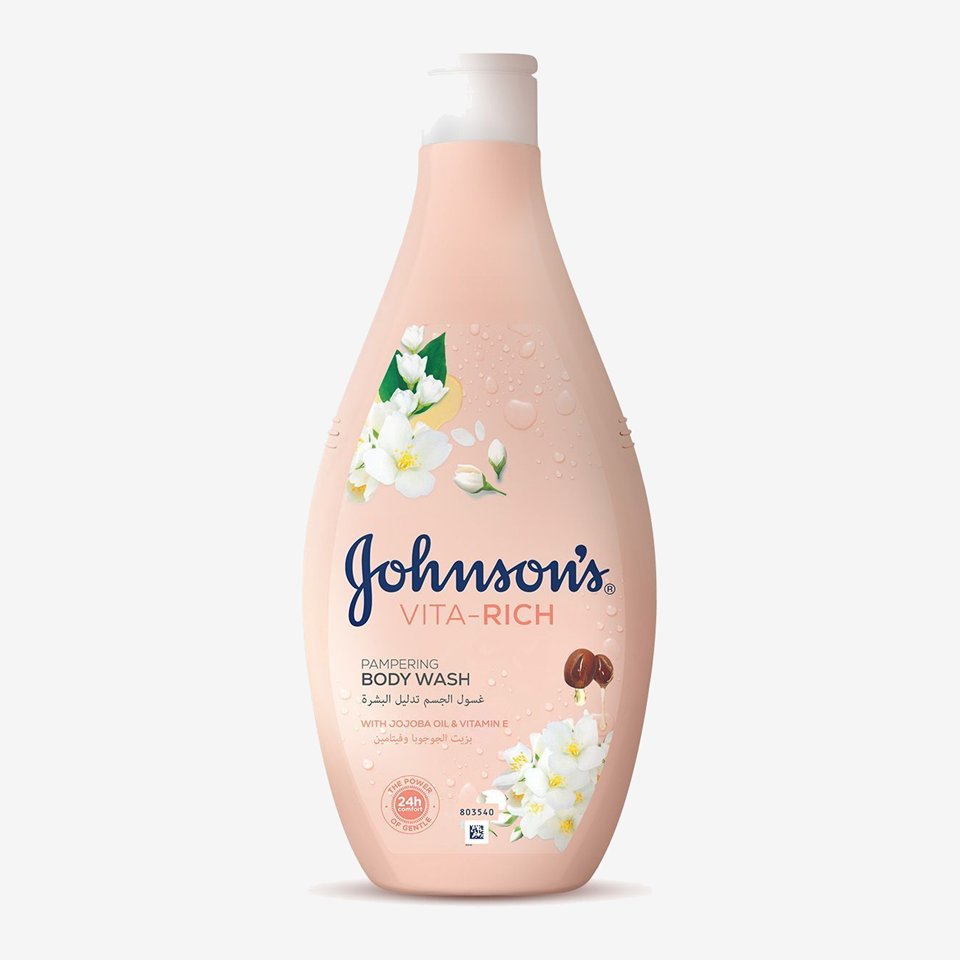 Johnson's®
VITA-RICH
PAMPERING
BODY WASH
غسول الجسم تدليل البشرة
WITH JOJOBA OIL & VITAMIN E
بزيت الجوجوبا وفيتامين
THE POWER
24h
comfort
OF GENTLE
803540